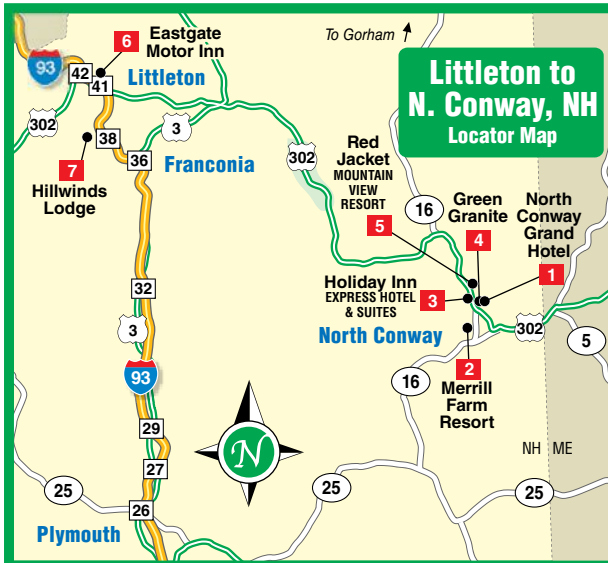 To Gorham
Littleton to
N. Conway, NH
Locator Map
6
Eastgate
Motor Inn
93
42
41
Littleton
302
3
38
36
Franconia
7
Hillwinds
Lodge
302
Red
Jacket
MOUNTAIN
VIEW
RESORT
5
16
Green
Granite
4
North
Conway
Grand
Hotel
1
Holiday Inn
EXPRESS HOTEL
& SUITES
3
North Conway
302
5
32
3
93
2
Merrill
Farm
Resort
16
29
27
N
NH
ME
25
26
25
25
Plymouth